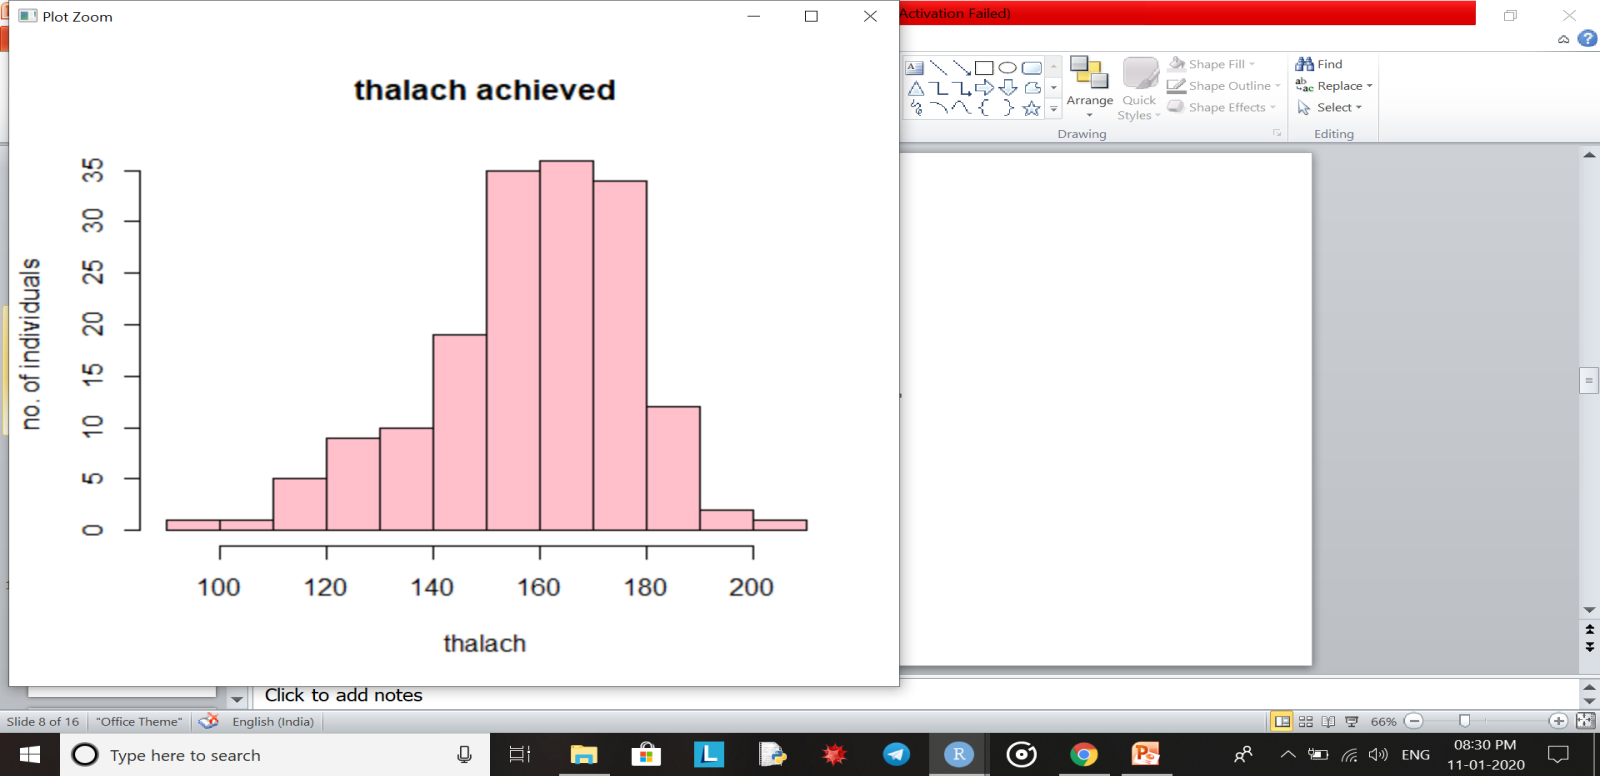 Plot Zoom
Activation Failed)
thalach achieved
no. of individuals
35
30
25
20
15
10
5
0
100 120 140 160 180 200
thalach
Arrange
Quick
Styles
Shape Fill
Shape Outline
Shape Effects
Drawing
Find
Replace
Select
Editing
Click to add notes
Slide 8 of 16
"Office Theme"
English (India)
66%
Type here to search
ENG
08:30 PM
11-01-2020